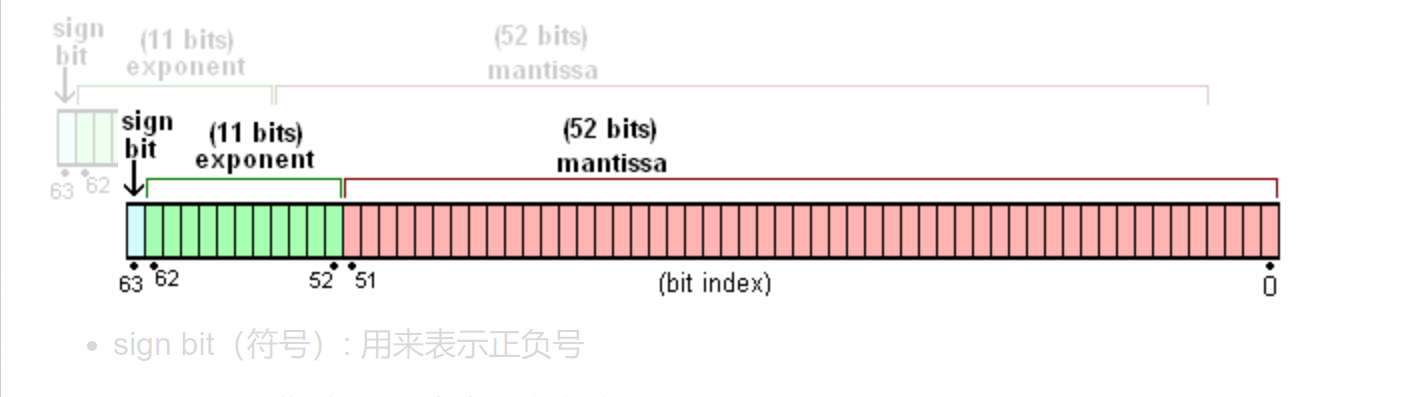 sign
bit
(11 bits)
exponent
(52 bits)
mantissa
63
62
sign
bit
(11 bits)
exponent
(52 bits)
mantissa
63 62 52 51 (bit index) 0
sign bit（符号）: 用来表示正负号